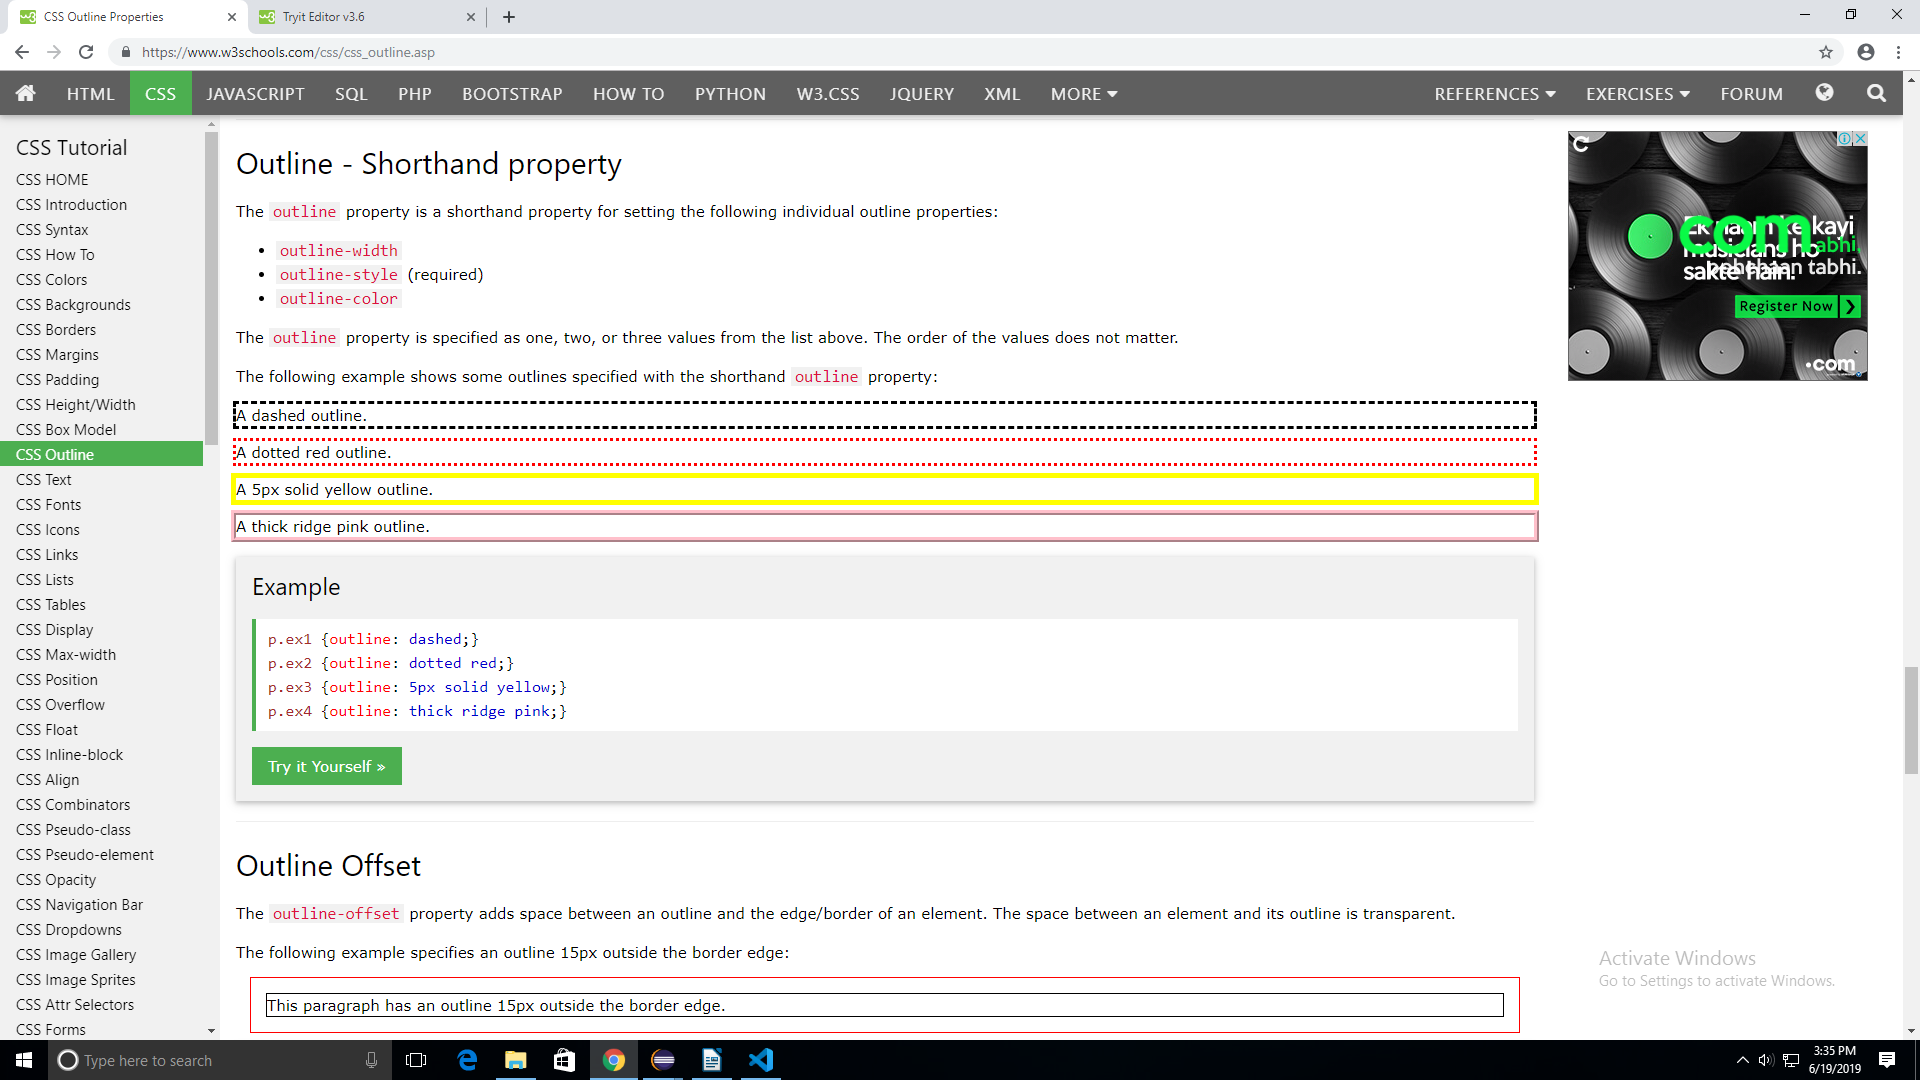 CSS Outline Properties
Tryit Editor v3.6
https://www.w3schools.com/css/css_outline.asp
HTML CSS JAVASCRIPT SQL PHP BOOTSTRAP HOW TO PYTHON W3.CSS JQUERY XML MORE REFERENCES EXERCISES FORUM
CSS Tutorial
CSS HOME
CSS Introduction
CSS Syntax
CSS How To
CSS Colors
CSS Backgrounds
CSS Borders
CSS Margins
CSS Padding
CSS Height/Width
CSS Box Model
CSS Outline
CSS Text
CSS Fonts
CSS Icons
CSS Links
CSS Lists
CSS Tables
CSS Display
CSS Max-width
CSS Position
CSS Overflow
CSS Float
CSS Inline-block
CSS Align
CSS Combinators
CSS Pseudo-class
CSS Pseudo-element
CSS Opacity
CSS Navigation Bar
CSS Dropdowns
CSS Image Gallery
CSS Image Sprites
CSS Attr Selectors
CSS Forms
Outline - Shorthand property
The outline property is a shorthand property for setting the following individual outline properties:
• outline-width
• outline-style (required)
• outline-color
The outline property is specified as one, two, or three values from the list above. The order of the values does not matter.
The following example shows some outlines specified with the shorthand outline property:
A dashed outline.
A dotted red outline.
A 5px solid yellow outline.
A thick ridge pink outline.
Example
p.ex1 {outline: dashed;}
p.ex2 {outline: dotted red;}
p.ex3 {outline: 5px solid yellow;}
p.ex4 {outline: thick ridge pink;}
Try it Yourself »
Outline Offset
The outline-offset property adds space between an outline and the edge/border of an element. The space between an element and its outline is transparent.
The following example specifies an outline 15px outside the border edge:
This paragraph has an outline 15px outside the border edge.
Ek naam ke kayi
com abhi,
musicians ho
sakte hain. pehchaan tabhi.
Register Now ❯
.com
Activate Windows
Go to Settings to activate Windows.
Type here to search
3:35 PM
6/19/2019